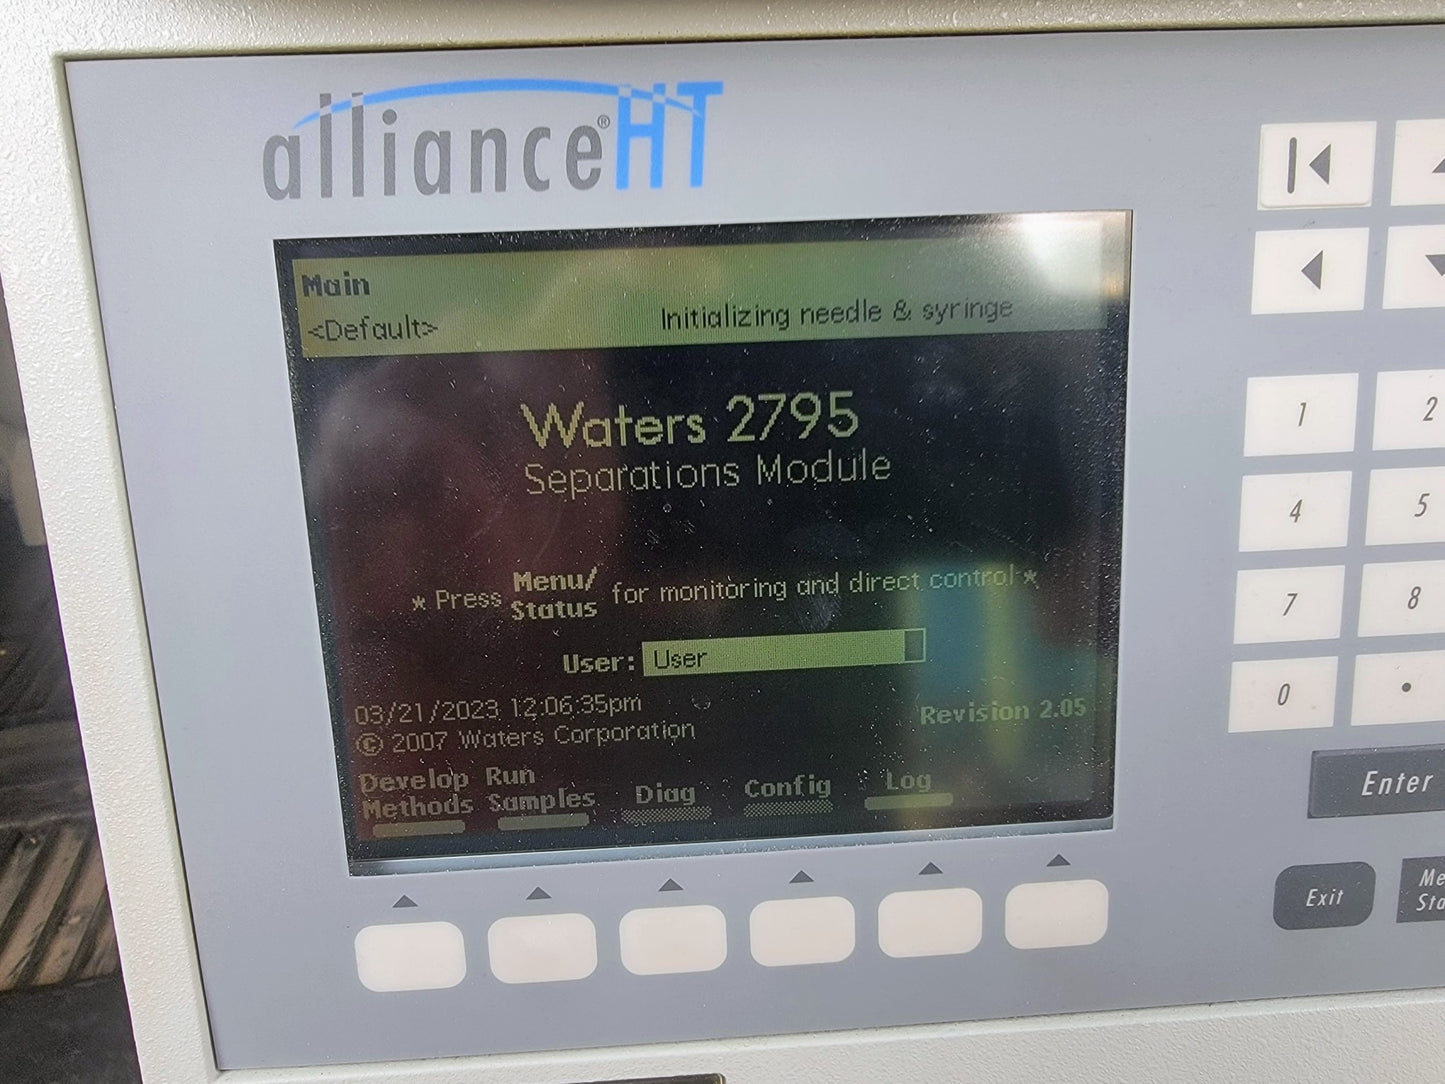 alliance® HT
Main
<Default>
Initializing needle & syringe
Waters 2795
Separations Module
* Press Menu/Status for monitoring and direct control *
User: User
03/21/2023 12:06:35pm
Revision 2.05
© 2007 Waters Corporation
Develop Methods
Run Samples
Diag
Config
Log
1
2
4
5
7
8
0
•
Enter
Exit